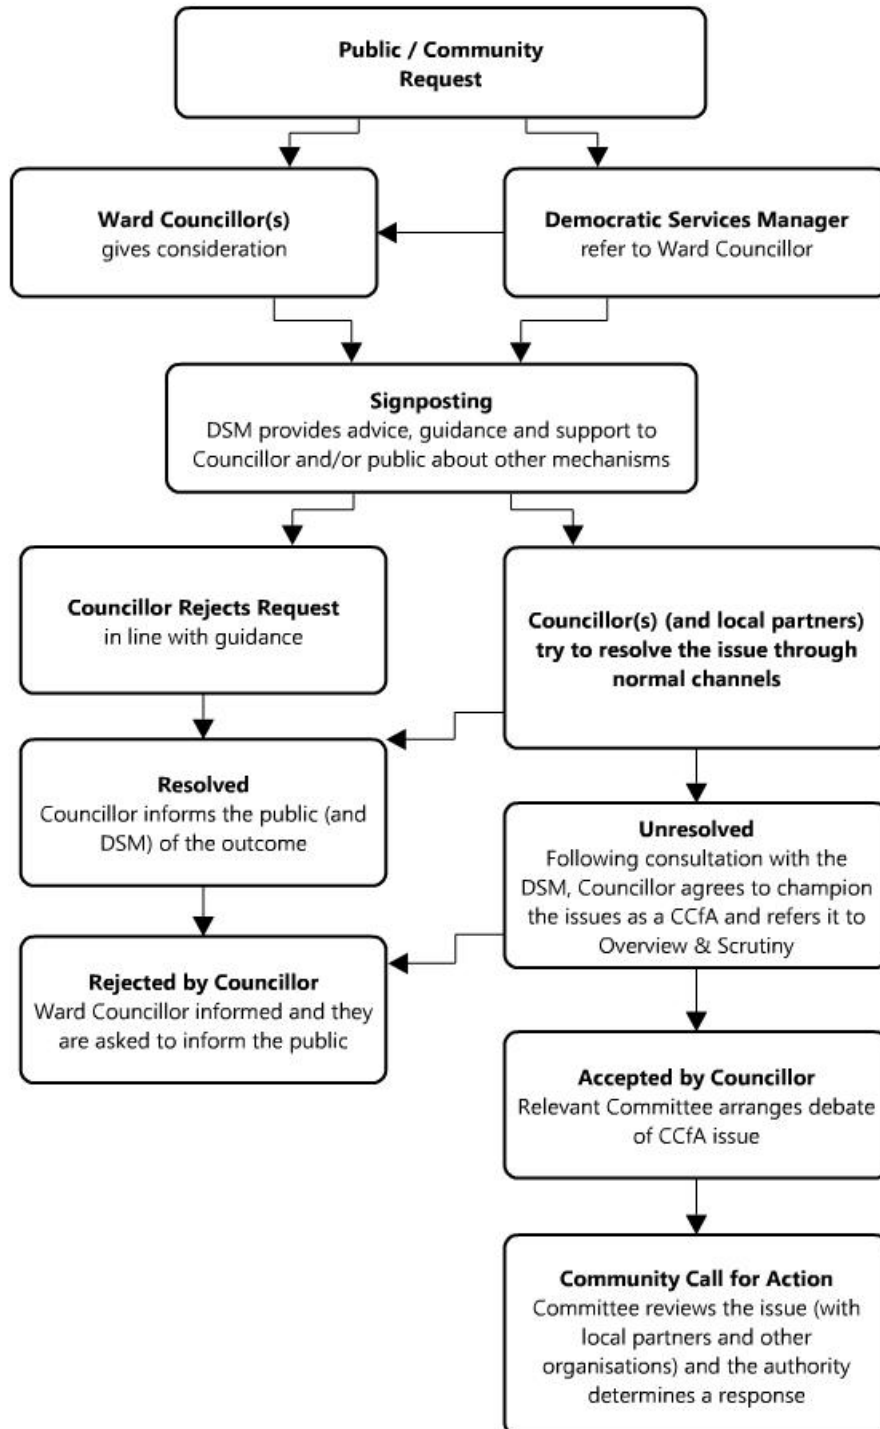 Public / Community
Request
Ward Councillor(s)
gives consideration
Democratic Services Manager
refer to Ward Councillor
Signposting
DSM provides advice, guidance and support to
Councillor and/or public about other mechanisms
Councillor Rejects Request
in line with guidance
Councillor(s) (and local partners)
try to resolve the issue through
normal channels
Resolved
Councillor informs the public (and
DSM) of the outcome
Unresolved
Following consultation with the
DSM, Councillor agrees to champion
the issues as a CCfA and refers it to
Overview & Scrutiny
Rejected by Councillor
Ward Councillor informed and they
are asked to inform the public
Accepted by Councillor
Relevant Committee arranges debate
of CCfA issue
Community Call for Action
Committee reviews the issue (with
local partners and other
organisations) and the authority
determines a response